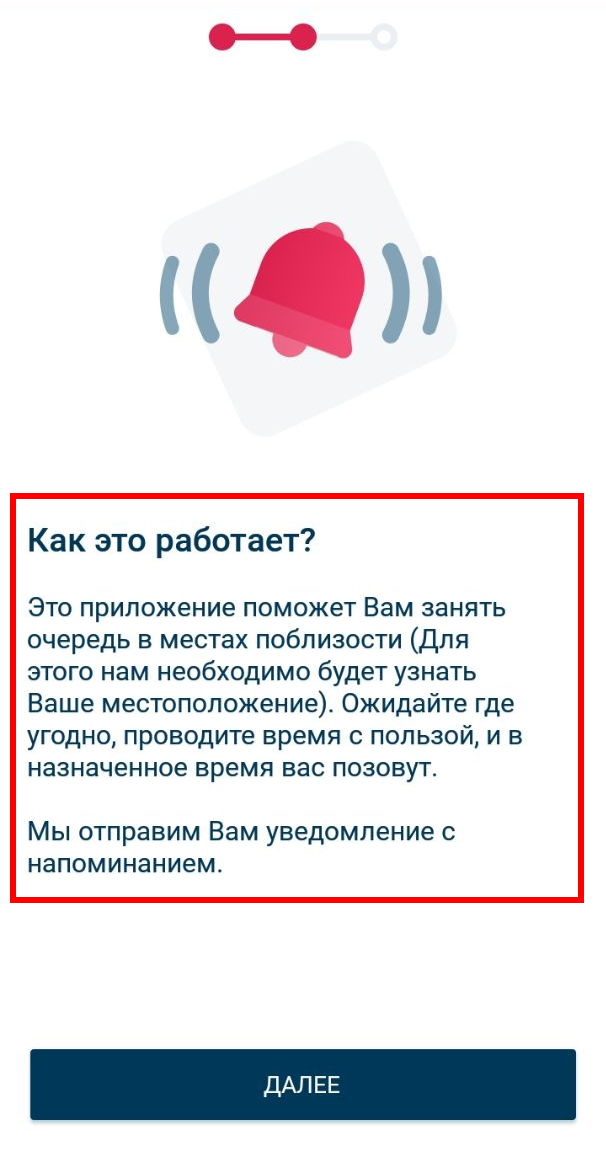 Как это работает?
Это приложение поможет Вам занять
очередь в местах поблизости (Для
этого нам необходимо будет узнать
Ваше местоположение). Ожидайте где
угодно, проводите время с пользой, и в
назначенное время вас позовут.
Мы отправим Вам уведомление с
напоминанием.
ДАЛЕЕ